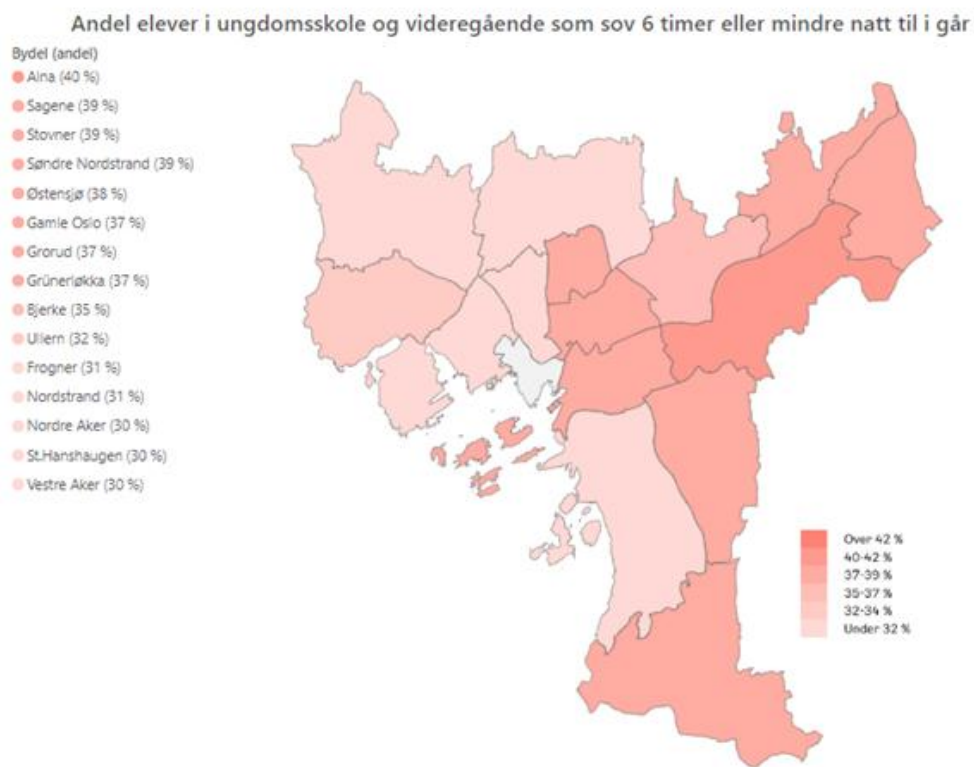 Andel elever i ungdomsskole og videregående som sov 6 timer eller mindre natt til i går
Bydel (andel)
Alna (40 %)
Sagene (39 %)
Stovner (39 %)
Søndre Nordstrand (39 %)
Østensjø (38 %)
Gamle Oslo (37 %)
Grorud (37 %)
Grünerløkka (37 %)
Bjerke (35 %)
Ullern (32 %)
Frogner (31 %)
Nordstrand (31 %)
Nordre Aker (30 %)
St.Hanshaugen (30 %)
Vestre Aker (30 %)
Over 42 %
40-42 %
37-39 %
35-37 %
32-34 %
Under 32 %